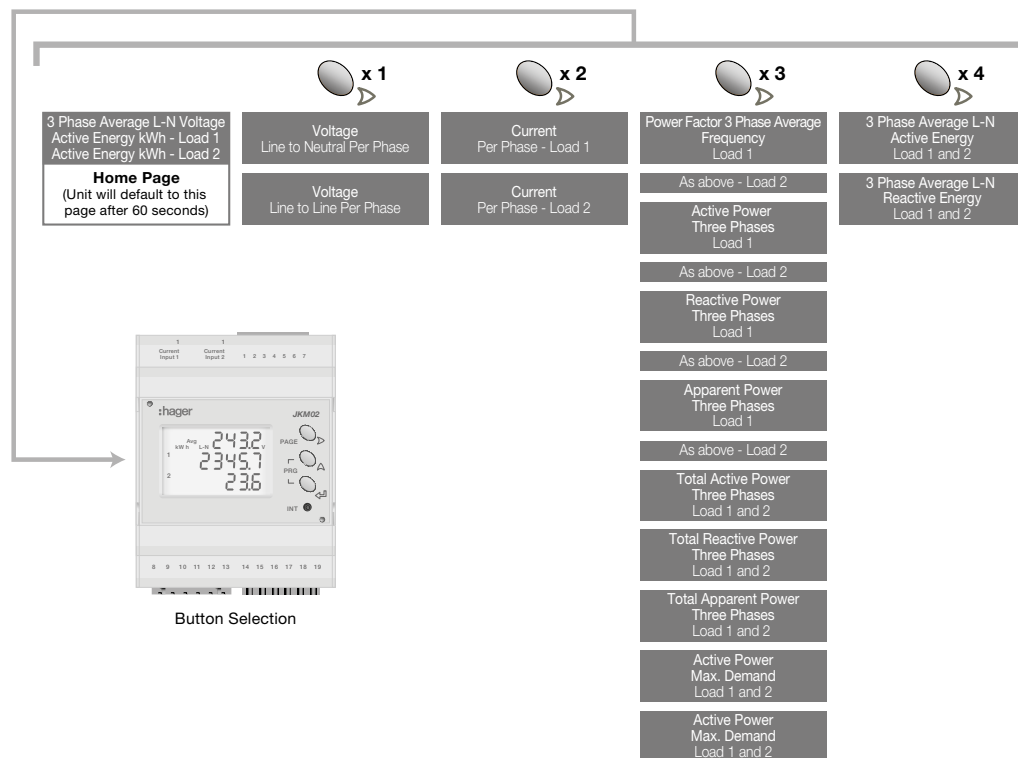 x 1
x 2
x 3
x 4
3 Phase Average L-N Voltage
Active Energy kWh - Load 1
Active Energy kWh - Load 2
Home Page
(Unit will default to this
page after 60 seconds)
Voltage
Line to Neutral Per Phase
Voltage
Line to Line Per Phase
Current
Per Phase - Load 1
Current
Per Phase - Load 2
Power Factor 3 Phase Average
Frequency
Load 1
As above - Load 2
Active Power
Three Phases
Load 1
As above - Load 2
Reactive Power
Three Phases
Load 1
As above - Load 2
Apparent Power
Three Phases
Load 1
As above - Load 2
Total Active Power
Three Phases
Load 1 and 2
Total Reactive Power
Three Phases
Load 1 and 2
Total Apparent Power
Three Phases
Load 1 and 2
Active Power
Max. Demand
Load 1 and 2
Active Power
Max. Demand
Load 1 and 2
3 Phase Average L-N
Active Energy
Load 1 and 2
3 Phase Average L-N
Reactive Energy
Load 1 and 2
1 1
Current Input 1
Current Input 2
1 2 3 4 5 6 7
:hager
JKM02
Avg
kWh L-N 243.2 V
1 2345.7
2 23.6
PAGE
PRG
INT
8 9 10 11 12 13 14 15 16 17 18 19
Button Selection